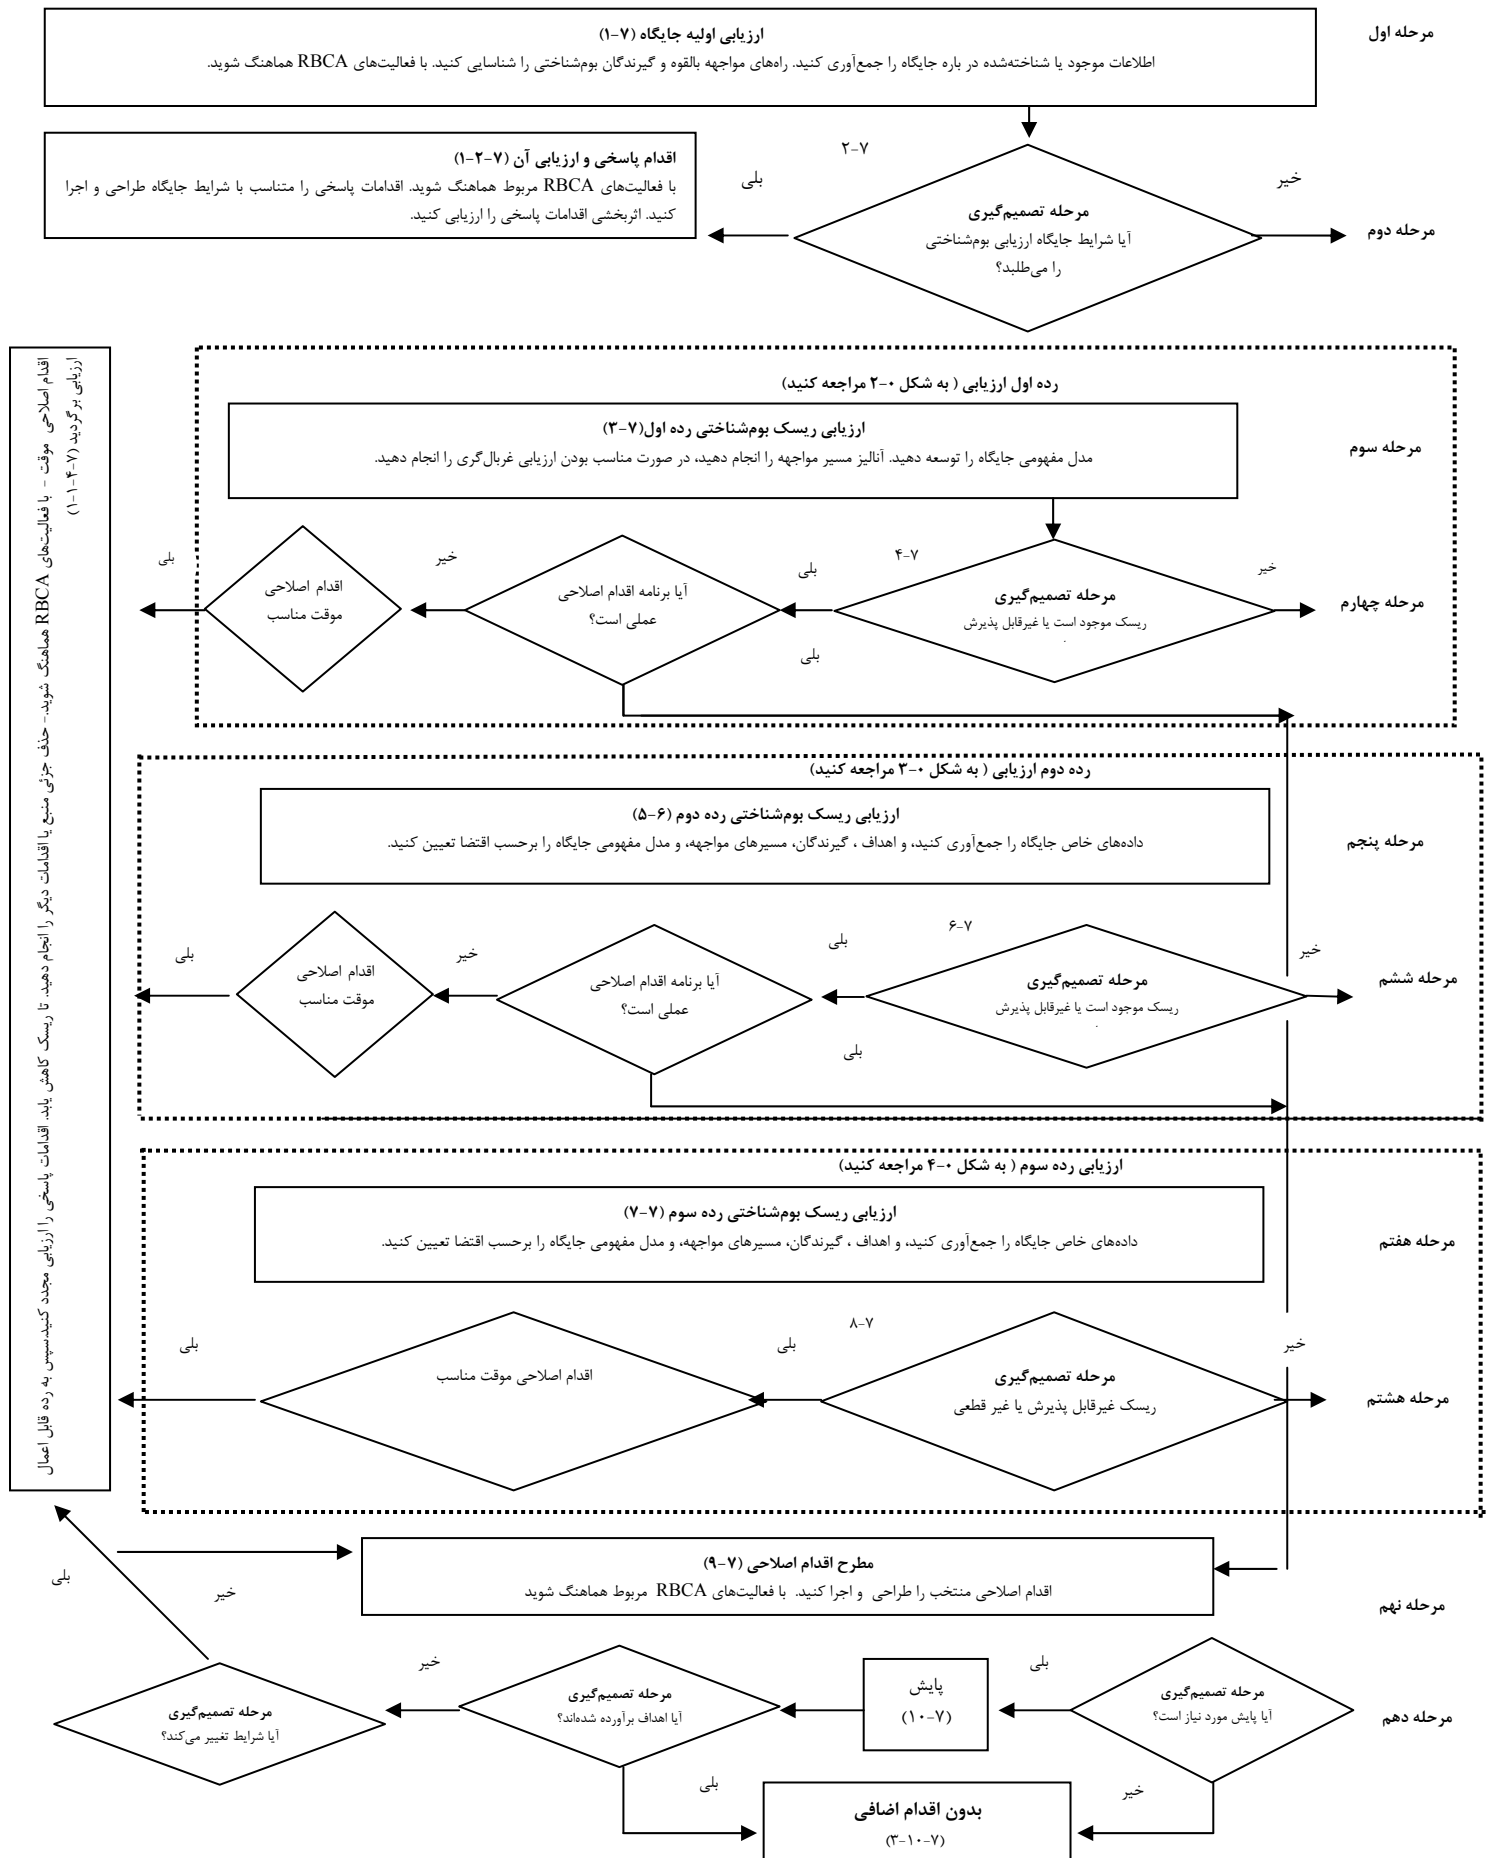 مرحله اول
ارزیابی اولیه جایگاه (۷-۱)
اطلاعات موجود یا شناخته‌شده در باره جایگاه را جمع‌آوری کنید. راه‌های مواجهه بالقوه و گیرندگان بوم‌شناختی را شناسایی کنید. با فعالیت‌های RBCA هماهنگ شوید.
اقدام پاسخی و ارزیابی آن (۷-۲-۱)
با فعالیت‌های RBCA مربوط هماهنگ شوید. اقدامات پاسخی را متناسب با شرایط جایگاه طراحی و اجرا
کنید. اثربخشی اقدامات پاسخی را ارزیابی کنید.
۷-۲
بلی
خیر
مرحله تصمیم‌گیری
آیا شرایط جایگاه ارزیابی بوم‌شناختی
را می‌طلبد؟
مرحله دوم
رده اول ارزیابی ( به شکل ۰-۲ مراجعه کنید)
ارزیابی ریسک بوم‌شناختی رده اول(۷-۳)
مدل مفهومی جایگاه را توسعه دهید. آنالیز مسیر مواجهه را انجام دهید، در صورت مناسب بودن ارزیابی غربال‌گری را انجام دهید.
مرحله سوم
۷-۴
خیر
بلی
خیر
بلی
مرحله تصمیم‌گیری
ریسک موجود است یا غیرقابل پذیرش
.
آیا برنامه اقدام اصلاحی
عملی است؟
اقدام اصلاحی
موقت مناسب
مرحله چهارم
بلی
رده دوم ارزیابی ( به شکل ۰-۳ مراجعه کنید)
ارزیابی ریسک بوم‌شناختی رده دوم (۶-۵)
داده‌های خاص جایگاه را جمع‌آوری کنید، و اهداف ، گیرندگان، مسیرهای مواجهه، و مدل مفهومی جایگاه را برحسب اقتضا تعیین کنید.
مرحله پنجم
۷-۶
خیر
بلی
خیر
بلی
مرحله تصمیم‌گیری
ریسک موجود است یا غیرقابل پذیرش
.
آیا برنامه اقدام اصلاحی
عملی است؟
اقدام اصلاحی
موقت مناسب
مرحله ششم
بلی
ارزیابی رده سوم ( به شکل ۰-۴ مراجعه کنید)
ارزیابی ریسک بوم‌شناختی رده سوم (۷-۷)
داده‌های خاص جایگاه را جمع‌آوری کنید، و اهداف ، گیرندگان، مسیرهای مواجهه، و مدل مفهومی جایگاه را برحسب اقتضا تعیین کنید.
مرحله هفتم
۷-۸
خیر
بلی
بلی
مرحله تصمیم‌گیری
ریسک غیرقابل پذیرش یا غیر قطعی
اقدام اصلاحی موقت مناسب
مرحله هشتم
اقدام اصلاحی موقت - با فعالیت‌های RBCA هماهنگ شوید.- حذف جزئی منبع یا اقدامات دیگر را انجام دهید. تا ریسک کاهش یابد. اقدامات پاسخی را ارزیابی مجدد کنید.سپس به رده قابل اعمال
ارزیابی برگردید (۷-۴-۱-۱)
مطرح اقدام اصلاحی (۷-۹)
اقدام اصلاحی منتخب را طراحی و اجرا کنید. با فعالیت‌های RBCA مربوط هماهنگ شوید
مرحله نهم
بلی
خیر
بلی
خیر
مرحله تصمیم‌گیری
آیا پایش مورد نیاز است؟
پایش
(۷-۱۰)
مرحله تصمیم‌گیری
آیا اهداف برآورده شده‌اند؟
مرحله تصمیم‌گیری
آیا شرایط تغییر می‌کند؟
مرحله دهم
خیر
بلی
بدون اقدام اضافی
(۷-۱۰-۳)